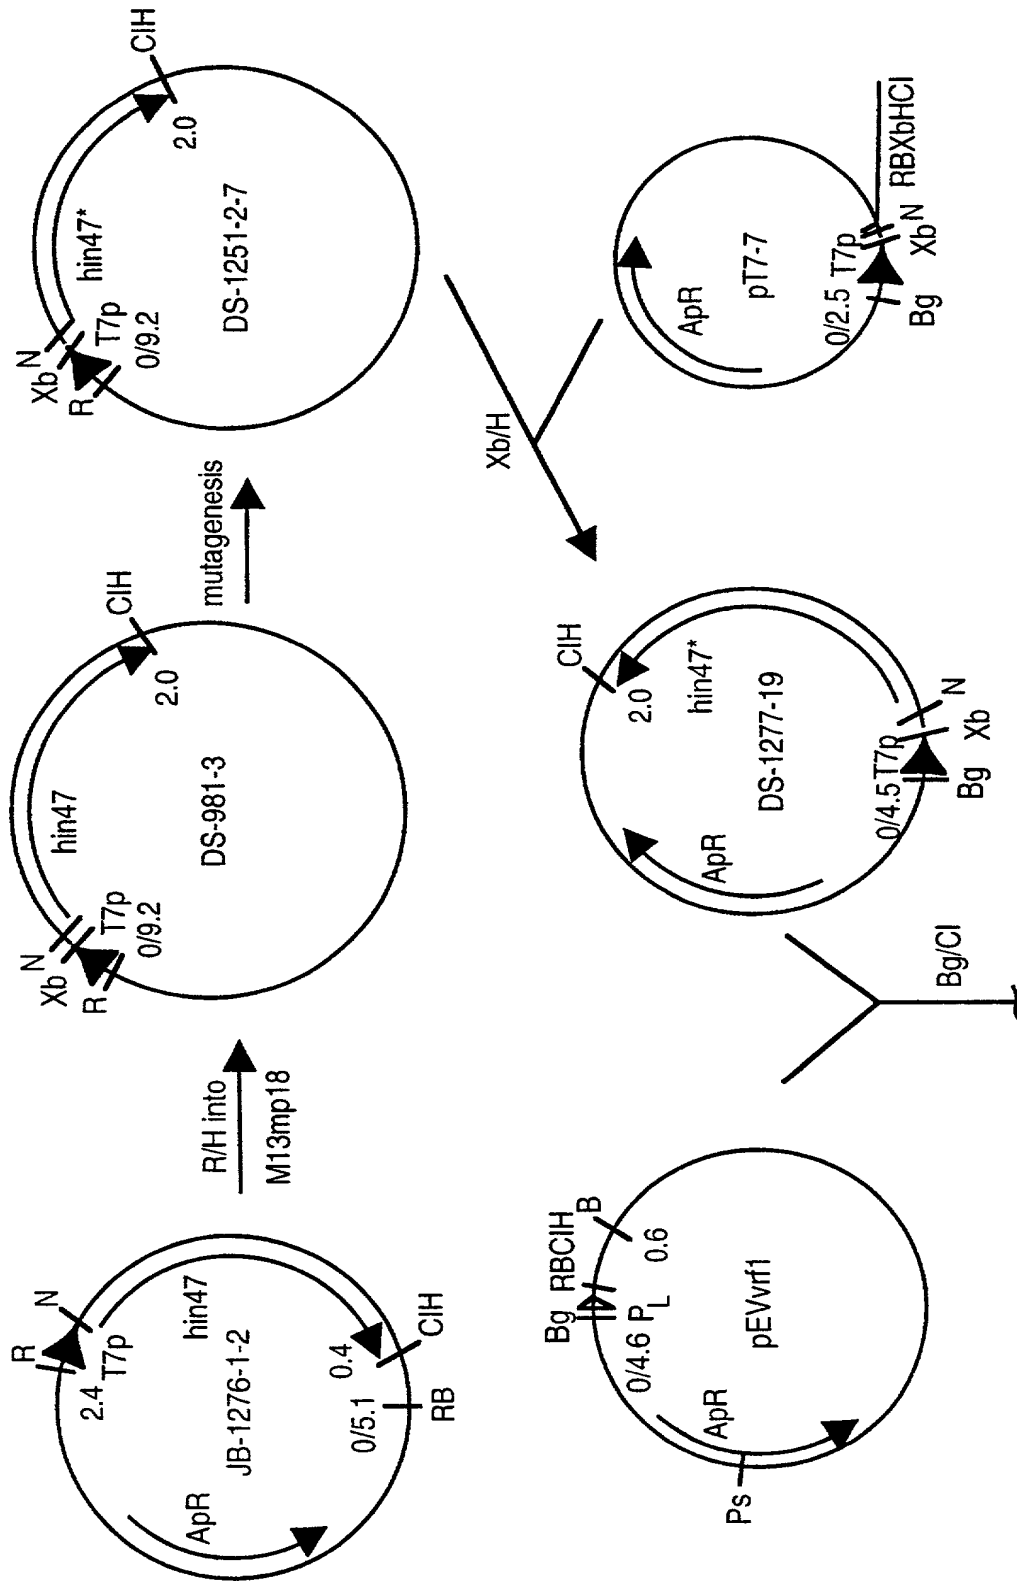 R
N
2.4
T7p
hin47
JB-1276-1-2
ApR
0.4
0/5.1
ClH
RB
R/H into
M13mp18
R
Xb
N
T7p
0/9.2
hin47
DS-981-3
2.0
ClH
mutagenesis
R
Xb
N
T7p
0/9.2
hin47*
DS-1251-2-7
2.0
ClH
Xb/H
ApR
pT7-7
0/2.5
T7p
Bg
Xb
N
RBXbHCl
ClH
2.0
hin47*
DS-1277-19
ApR
0/4.5
T7p
Bg
Xb
N
Bg/Cl
Bg
RBClH
B
0/4.6
PL
0.6
ApR
pEVvrf1
Ps